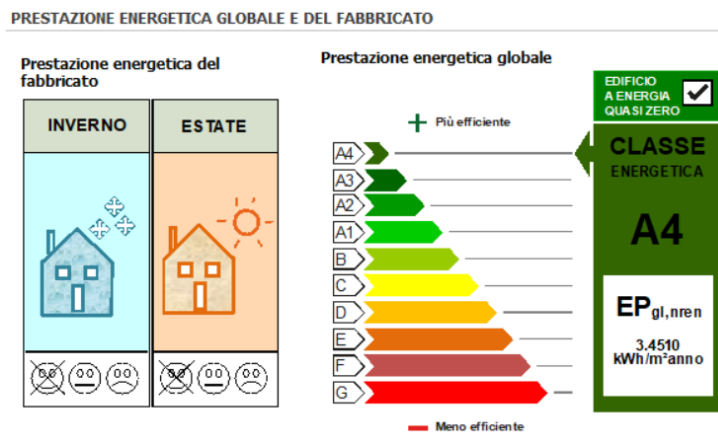 PRESTAZIONE ENERGETICA GLOBALE E DEL FABBRICATO
Prestazione energetica del
fabbricato
INVERNO
ESTATE
Prestazione energetica globale
+ Più efficiente
A4
A3
A2
A1
B
C
D
E
F
G
Meno efficiente
EDIFICIO
A ENERGIA
QUASI ZERO
CLASSE
ENERGETICA
A4
EPgl,nren
3.4510
kWh/m²anno